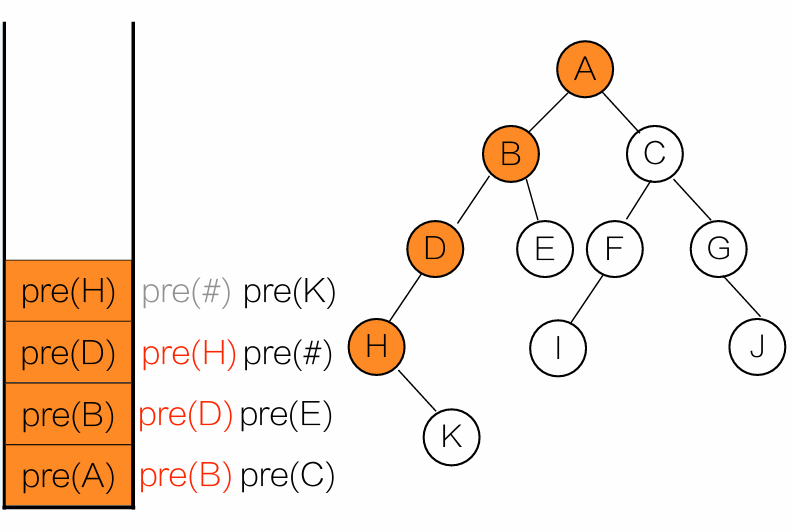 A
B
C
D
E
F
G
pre(H) pre(#) pre(K)
H
I
J
pre(D) pre(H) pre(#)
pre(B) pre(D) pre(E)
K
pre(A) pre(B) pre(C)